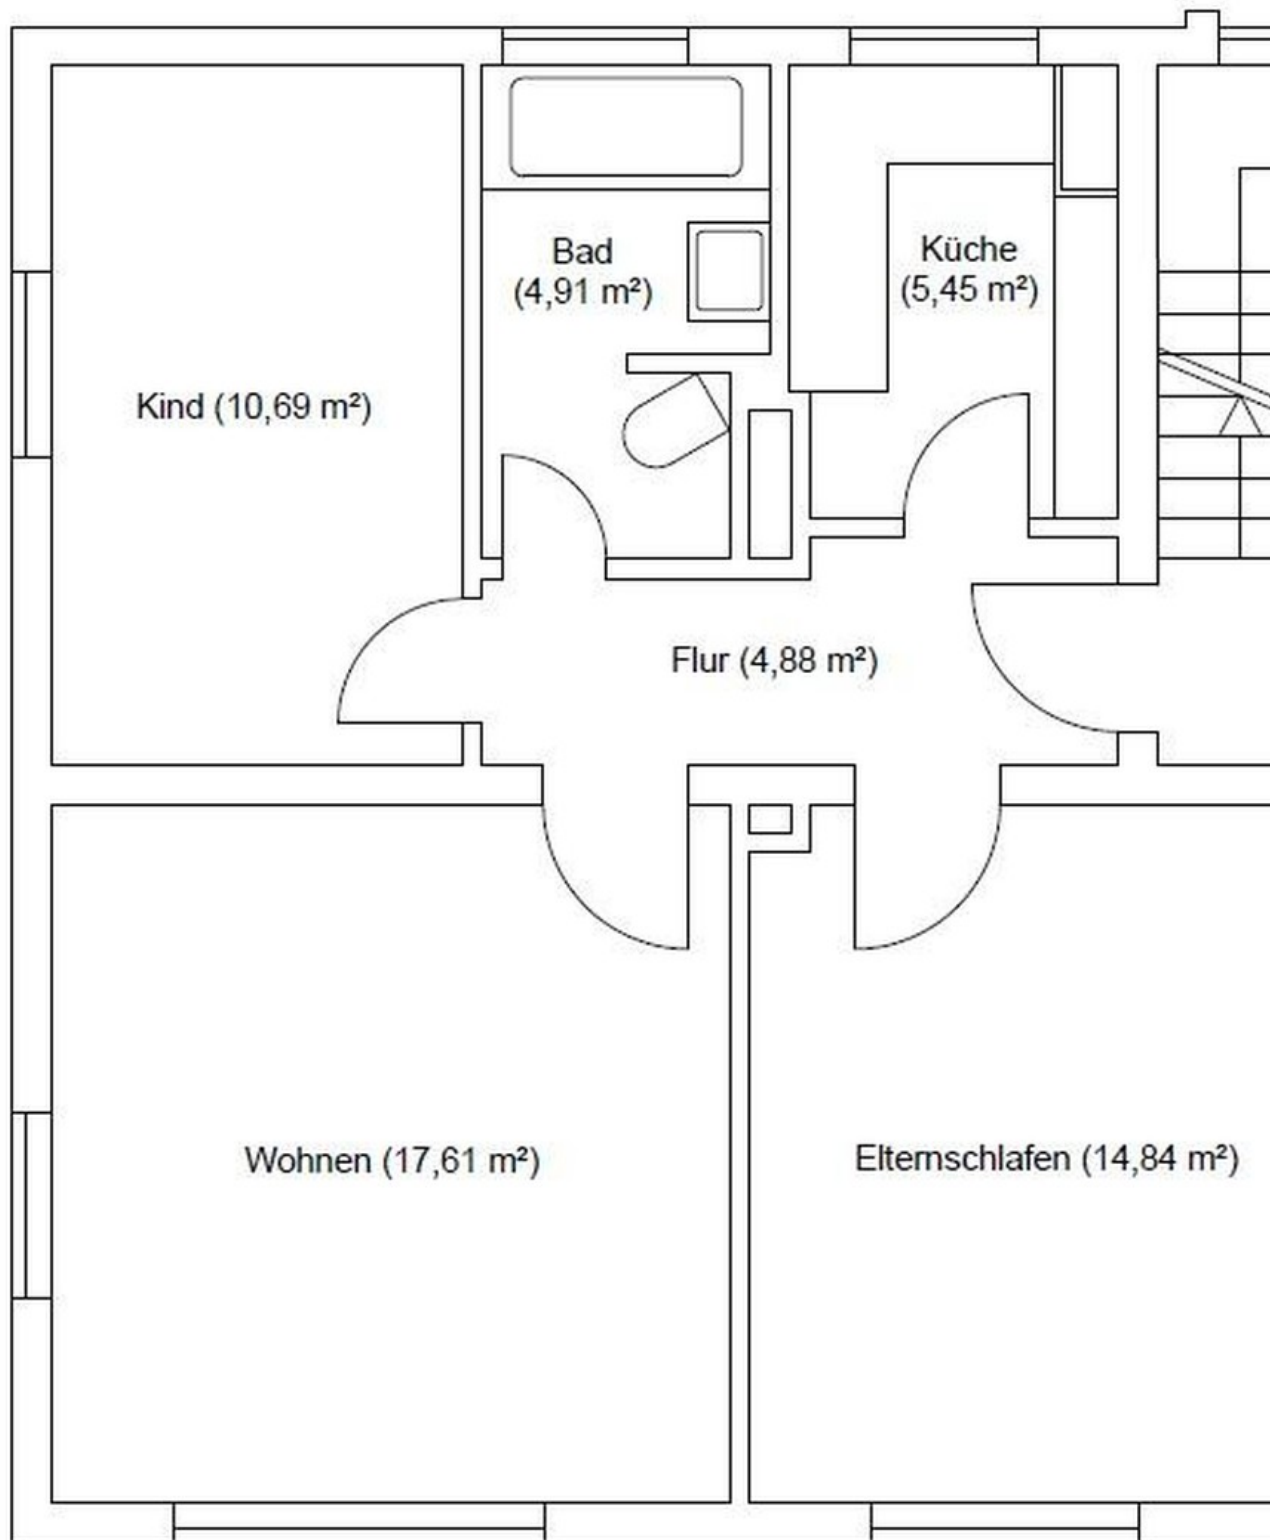 Bad
(4,91 m²)
Küche
(5,45 m²)
Kind (10,69 m²)
Flur (4,88 m²)
Wohnen (17,61 m²)
Elternschlafen (14,84 m²)